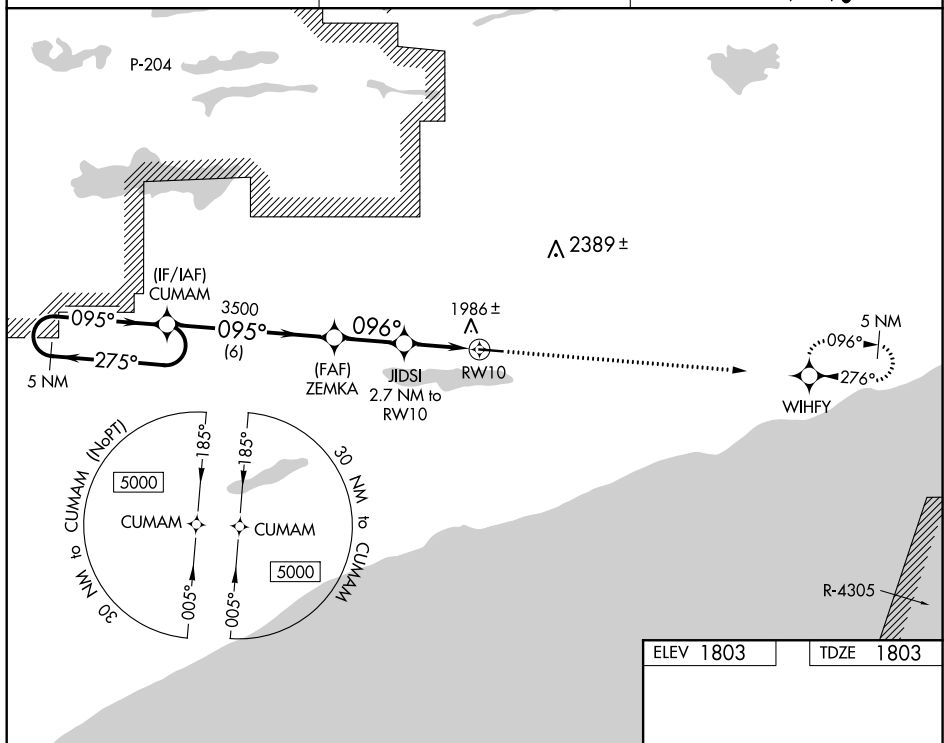 P-204
2389 ±
(IF/IAF)
CUMAM
3500
1986 ±
095°
095°
096°
5 NM
(6)
096°
275°
(FAF)
ZEMKA
JIDSI
2.7 NM to
RW10
RW10
276°
5 NM
WIHFY
30 NM to CUMAM (NoPT)
185°
185°
30 NM to CUMAM
5000
CUMAM
CUMAM
5000
005°
005°
R-4305
ELEV 1803
TDZE 1803